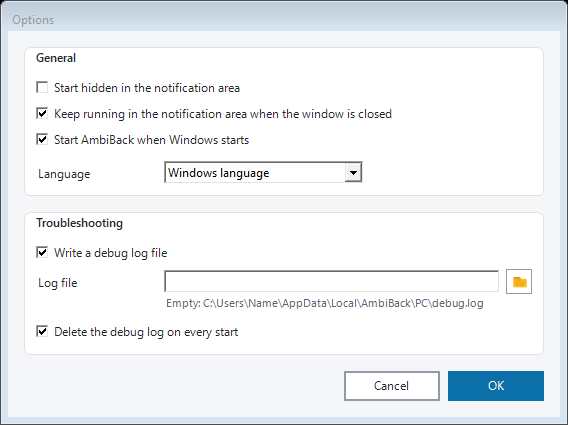 Options
General
Start hidden in the notification area
Keep running in the notification area when the window is closed
Start AmbiBack when Windows starts
Language
Windows language
Troubleshooting
Write a debug log file
Log file
Empty: C:\Users\Name\AppData\Local\AmbiBack\PC\debug.log
Delete the debug log on every start
Cancel
OK